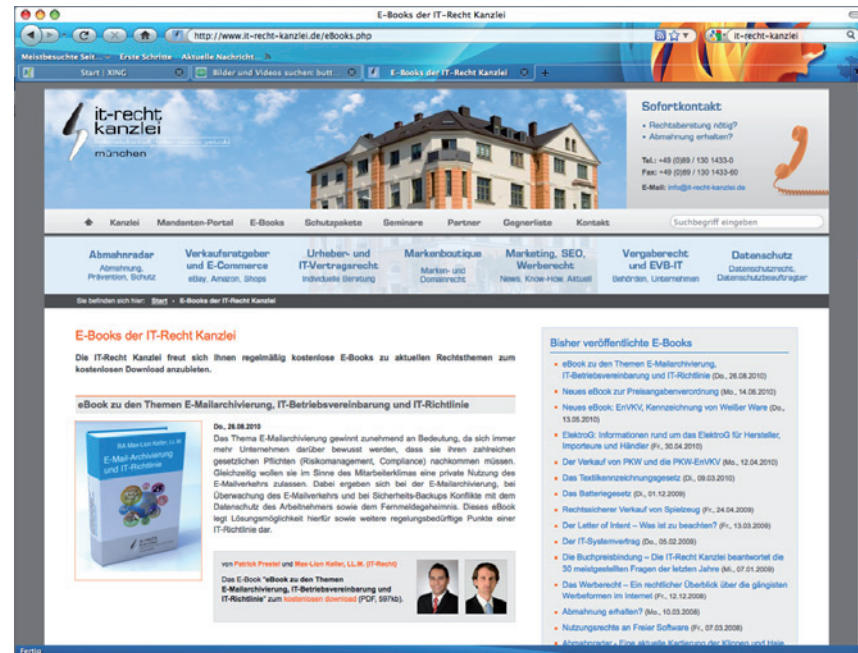 E-Books der IT-Recht Kanzlei
http://www.it-recht-kanzlei.de/eBooks.php
it-recht-kanzlei
Meistbesuchte Seit... Erste Schritte Aktuelle Nachricht...
Start | XING
Bilder und Videos suchen: butt...
E-Books der IT-Recht Kanzlei
it-recht
kanzlei
münchen
Sofortkontakt
• Rechtsberatung nötig?
• Abmahnung erhalten?
Tel.: +49 (0)89 / 130 1433-0
Fax: +49 (0)89 / 130 1433-60
E-Mail: info@it-recht-kanzlei.de
Kanzlei Mandanten-Portal E-Books Schutzpakete Seminare Partner Gegnerliste Kontakt
Suchbegriff eingeben
Abmahnradar
Abmahnung,
Prävention, Schutz
Verkaufsratgeber
und E-Commerce
eBay, Amazon, Shops
Urheber- und
IT-Vertragsrecht
Individuelle Beratung
Markenboutique
Marken- und
Domainrecht
Marketing, SEO,
Werberecht
News, Know-How, Aktuell
Vergaberecht
und EVB-IT
Behörden, Unternehmen
Datenschutz
Datenschutzrecht,
Datenschutzbeauftragter
Sie befinden sich hier: Start › E-Books der IT-Recht Kanzlei
E-Books der IT-Recht Kanzlei
Die IT-Recht Kanzlei freut sich Ihnen regelmäßig kostenlose E-Books zu aktuellen Rechtsthemen zum
kostenlosen Download anzubieten.
eBook zu den Themen E-Mailarchivierung, IT-Betriebsvereinbarung und IT-Richtlinie
RA Max-Lion Keller, LL.M.
E-Mail-Archivierung
und IT-Richtlinie
Do., 26.08.2010
Das Thema E-Mailarchivierung gewinnt zunehmend an Bedeutung, da sich immer
mehr Unternehmen darüber bewusst werden, dass sie ihren zahlreichen
gesetzlichen Pflichten (Risikomanagement, Compliance) nachkommen müssen.
Gleichzeitig wollen sie im Sinne des Mitarbeiterklimas eine private Nutzung des
E-Mailverkehrs zulassen. Dabei ergeben sich bei der E-Mailarchivierung, bei
Überwachung des E-Mailverkehrs und bei Sicherheits-Backups Konflikte mit dem
Datenschutz des Arbeitnehmers sowie dem Fernmeldegeheimnis. Dieses eBook
legt Lösungsmöglichkeit hierfür sowie weitere regelungsbedürftige Punkte einer
IT-Richtlinie dar.
von Patrick Prestel und Max-Lion Keller, LL.M. (IT-Recht)
Das E-Book "eBook zu den Themen
E-Mailarchivierung, IT-Betriebsvereinbarung und
IT-Richtlinie" zum kostenlosen download (PDF, 597kb).
Bisher veröffentlichte E-Books
eBook zu den Themen E-Mailarchivierung,
IT-Betriebsvereinbarung und IT-Richtlinie (Do., 26.08.2010)
Neues eBook zur Preisangabenverordnung (Mo., 14.06.2010)
Neues eBook: EnVKV, Kennzeichnung von Weißer Ware (Do.,
13.05.2010)
ElektroG: Informationen rund um das ElektroG für Hersteller,
Importeure und Händler (Fr., 30.04.2010)
Der Verkauf von PKW und die PKW-EnVKV (Mo., 12.04.2010)
Das Textilkennzeichnungsgesetz (Di., 09.03.2010)
Das Batteriegesetz (Di., 01.12.2009)
Rechtssicherer Verkauf von Spielzeug (Fr., 24.04.2009)
Der Letter of Intent – Was ist zu beachten? (Fr., 13.03.2009)
Der IT-Systemvertrag (Do., 05.02.2009)
Die Buchpreisbindung – Die IT-Recht Kanzlei beantwortet die
30 meistgestellten Fragen der letzten Jahre (Mi., 07.01.2009)
Das Werberecht – Ein rechtlicher Überblick über die gängisten
Werbeformen im Internet (Fr., 12.12.2008)
Abmahnung erhalten? (Mo., 10.03.2008)
Nutzungsrechte an Freier Software (Fr., 07.03.2008)
Abmahnradar - Eine aktuelle Kartierung der Klippen und Haie
Fertig